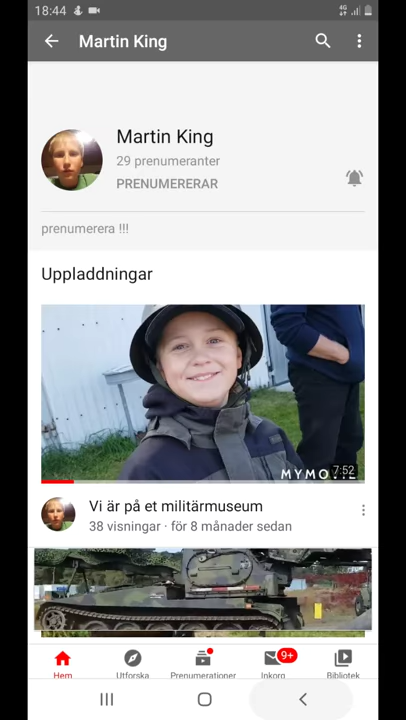 18:44 4G
Martin King
Martin King
29 prenumeranter
PRENUMERERAR
prenumerera !!!
Uppladdningar
MYMOVIE
7:52
Vi är på et militärmuseum
38 visningar · för 8 månader sedan
9+
Hem Utforska Prenumerationer Inkorg Bibliotek